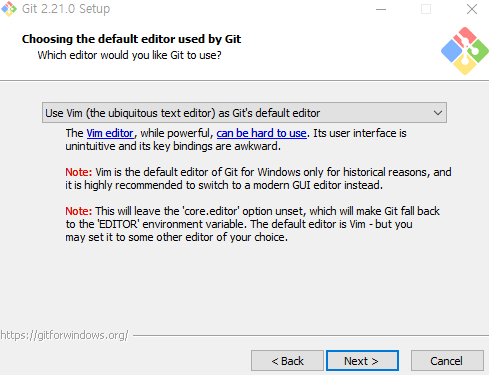 Git 2.21.0 Setup
Choosing the default editor used by Git
Which editor would you like Git to use?
Use Vim (the ubiquitous text editor) as Git's default editor
The Vim editor, while powerful, can be hard to use. Its user interface is
unintuitive and its key bindings are awkward.
Note: Vim is the default editor of Git for Windows only for historical reasons, and
it is highly recommended to switch to a modern GUI editor instead.
Note: This will leave the 'core.editor' option unset, which will make Git fall back
to the 'EDITOR' environment variable. The default editor is Vim - but you
may set it to some other editor of your choice.
https://gitforwindows.org/
< Back
Next >
Cancel